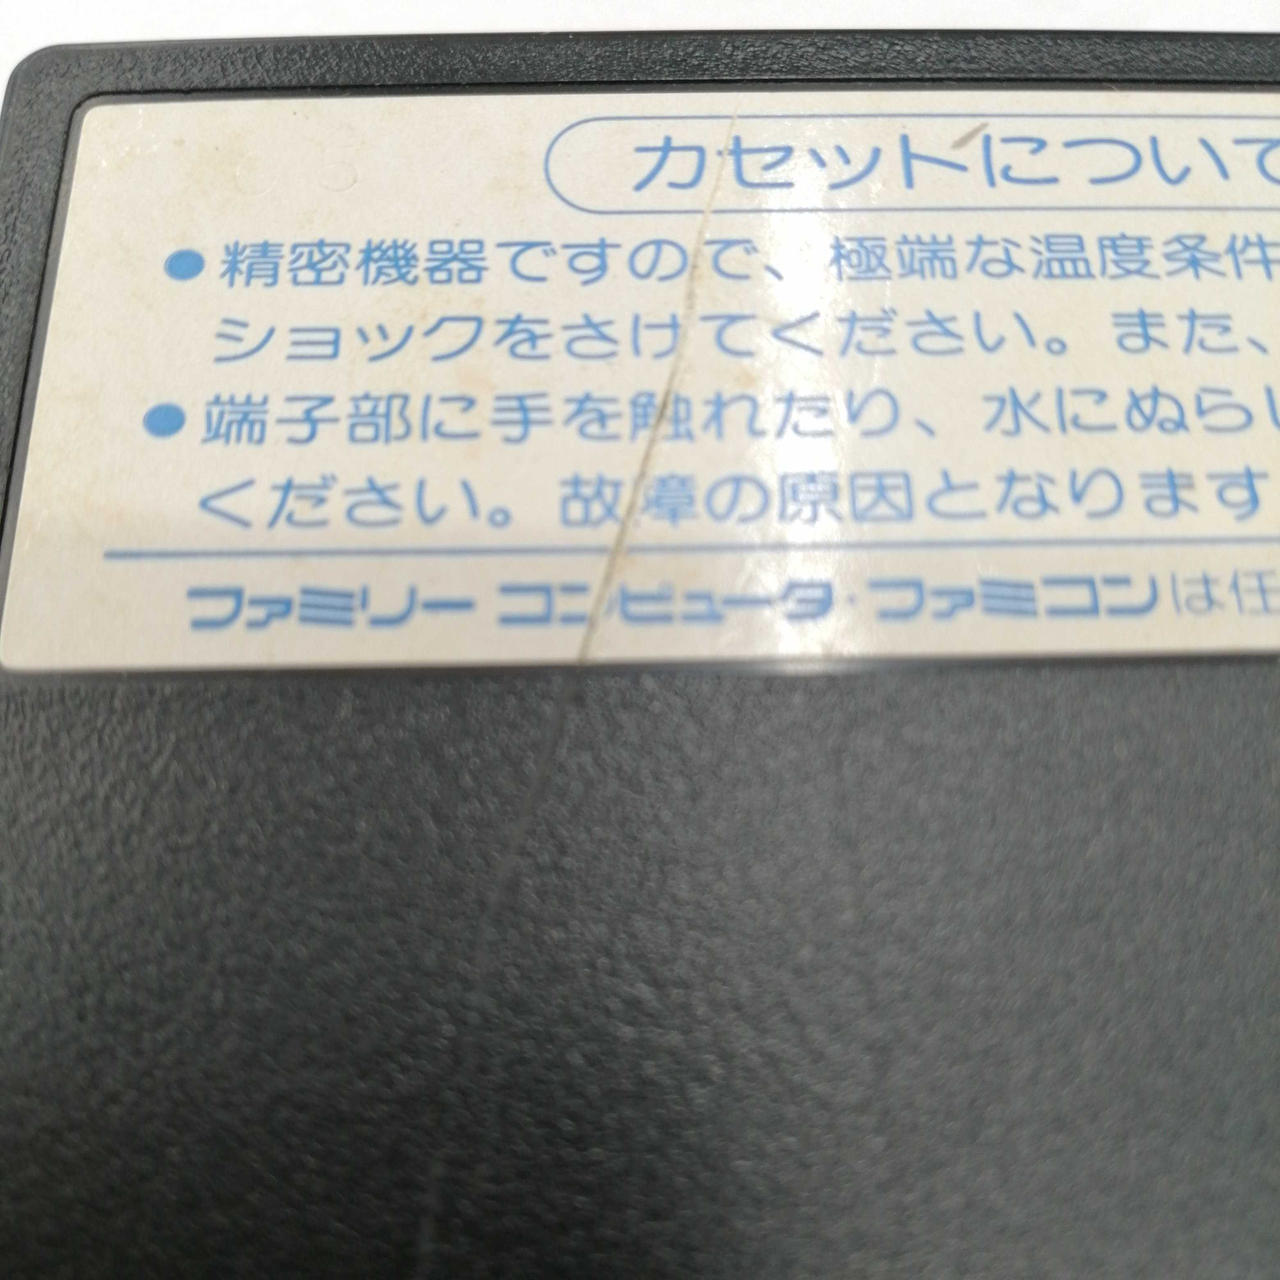 カセットについて
●精密機器ですので、極端な温度条件
ショックをさけてください。また、
●端子部に手を触れたり、水にぬらし
ください。故障の原因となります
ファミリーコンピュータ・ファミコンは任